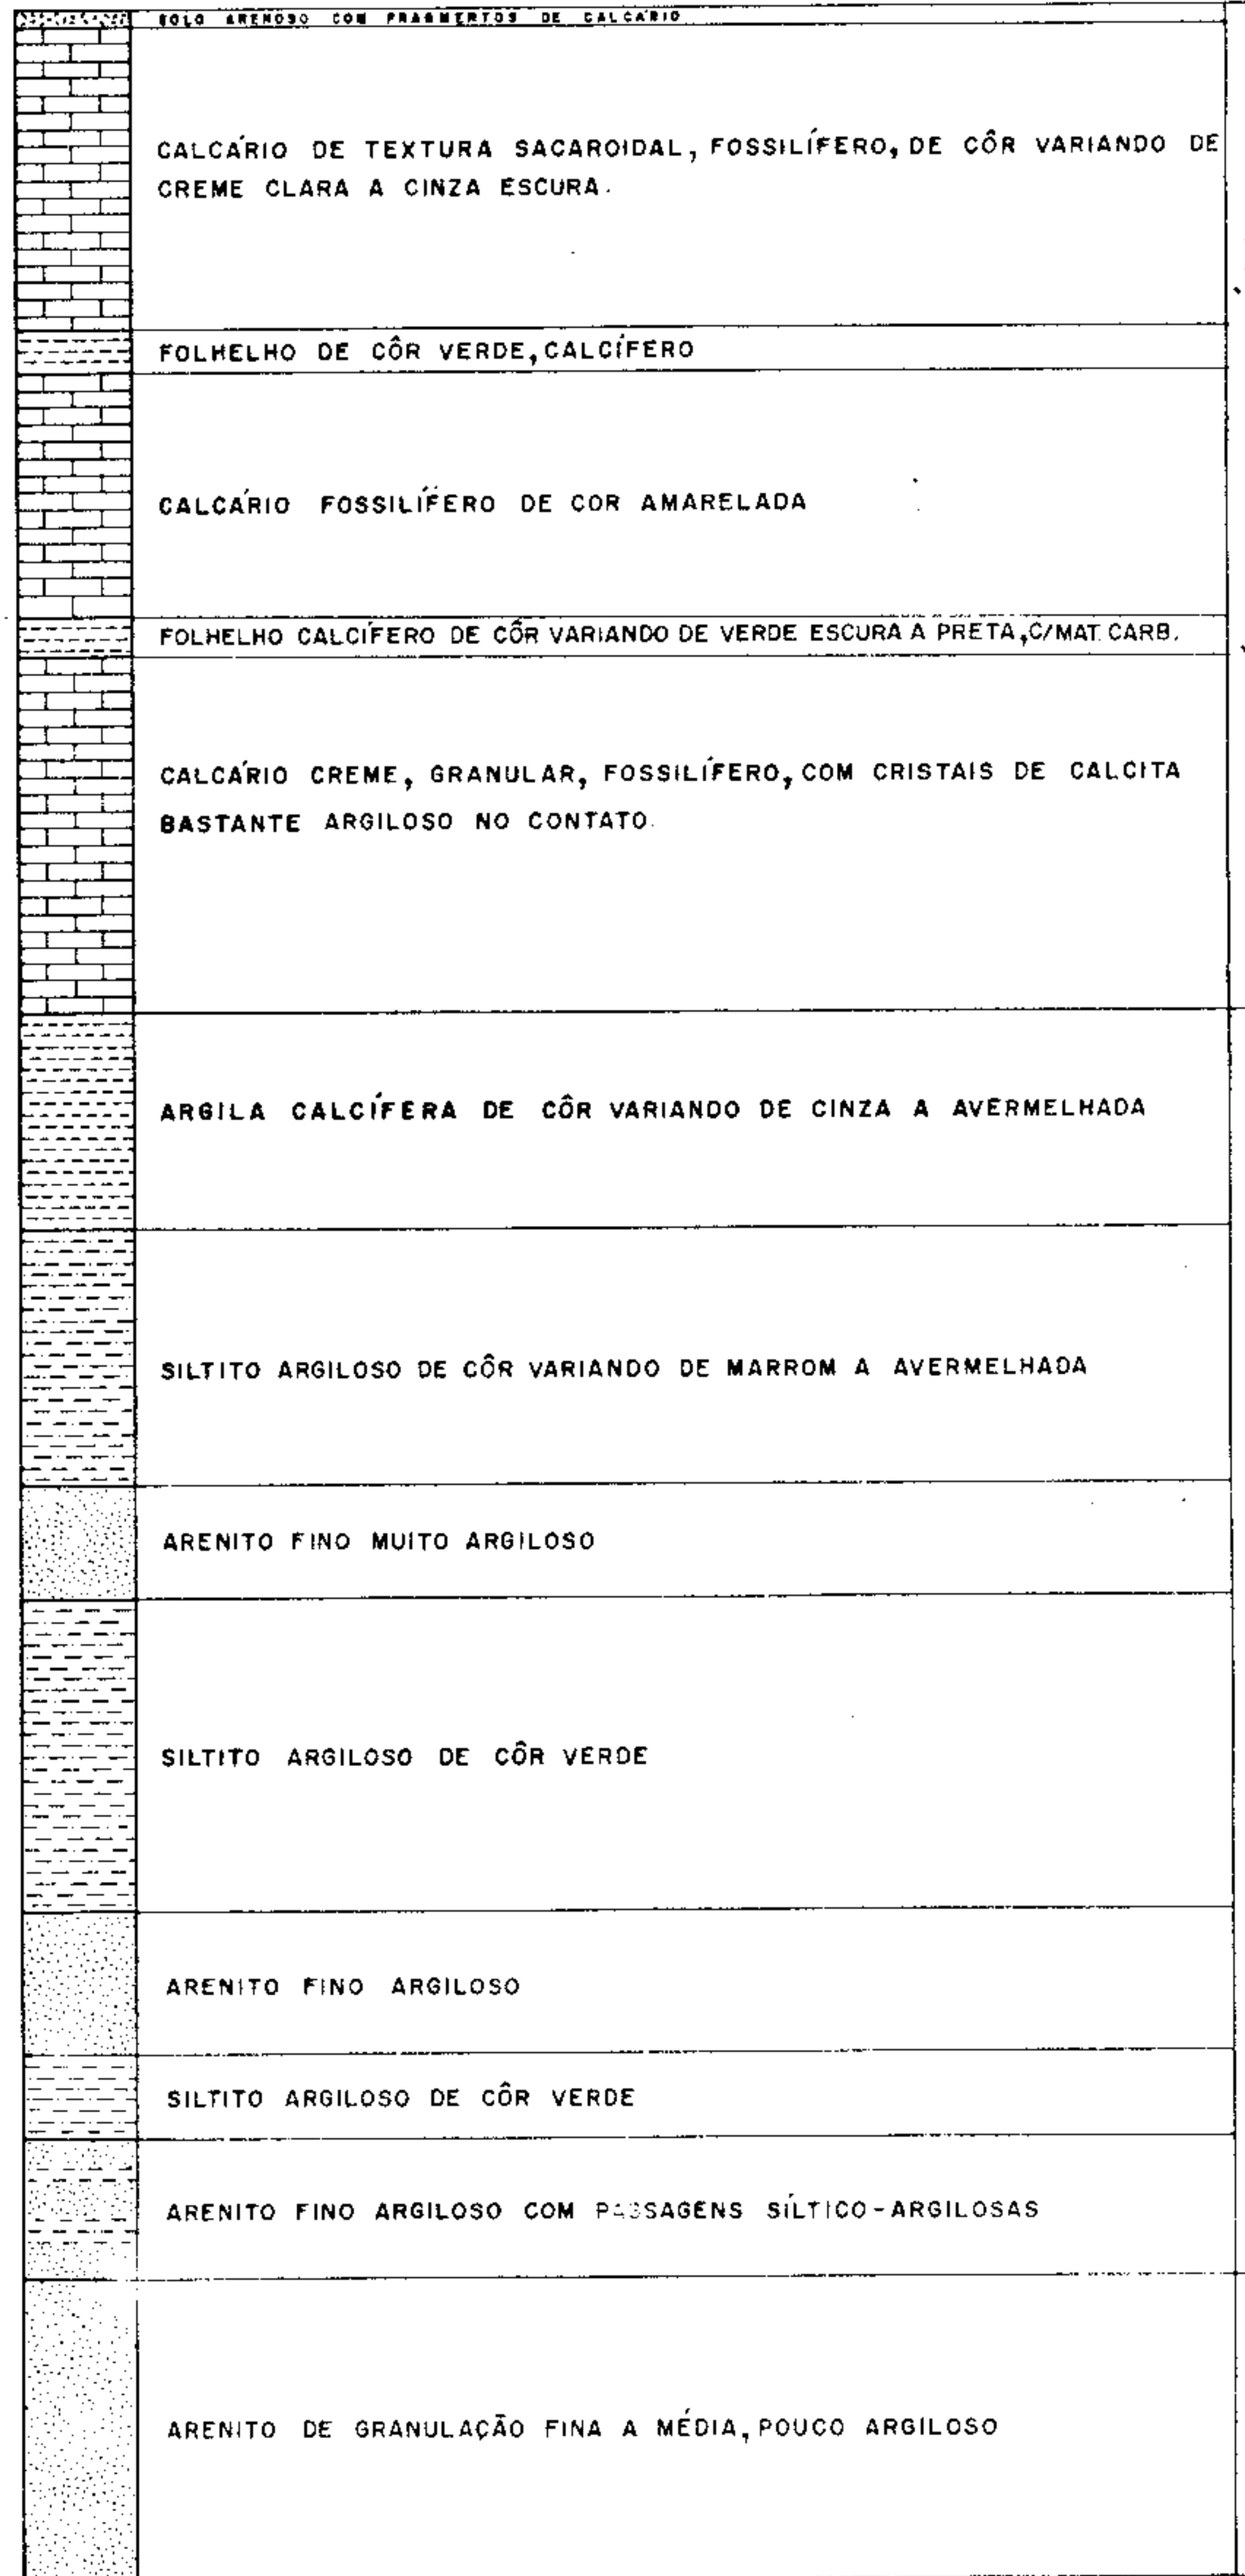 SOLO ARENOSO COM FRAGMENTOS DE CALCÁRIO
CALCÁRIO DE TEXTURA SACAROIDAL, FOSSILÍFERO, DE CÔR VARIANDO DE
CREME CLARA A CINZA ESCURA.
FOLHELHO DE CÔR VERDE, CALCÍFERO
CALCÁRIO FOSSILÍFERO DE COR AMARELADA
FOLHELHO CALCÍFERO DE CÔR VARIANDO DE VERDE ESCURA A PRETA, C/MAT. CARB.
CALCÁRIO CREME, GRANULAR, FOSSILÍFERO, COM CRISTAIS DE CALCITA
BASTANTE ARGILOSO NO CONTATO.
ARGILA CALCÍFERA DE CÔR VARIANDO DE CINZA A AVERMELHADA
SILTITO ARGILOSO DE CÔR VARIANDO DE MARROM A AVERMELHADA
ARENITO FINO MUITO ARGILOSO
SILTITO ARGILOSO DE CÔR VERDE
ARENITO FINO ARGILOSO
SILTITO ARGILOSO DE CÔR VERDE
ARENITO FINO ARGILOSO COM PASSAGENS SÍLTICO-ARGILOSAS
ARENITO DE GRANULAÇÃO FINA A MÉDIA, POUCO ARGILOSO